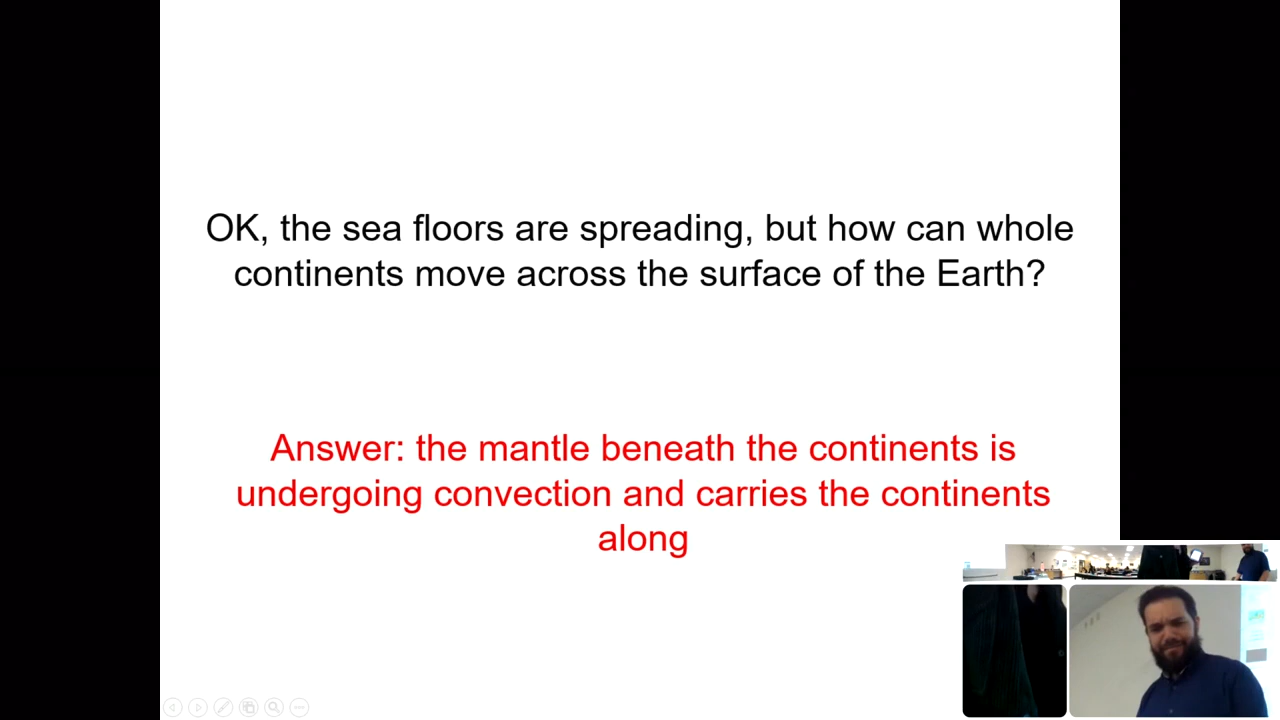 OK, the sea floors are spreading, but how can whole
continents move across the surface of the Earth?
Answer: the mantle beneath the continents is
undergoing convection and carries the continents
along